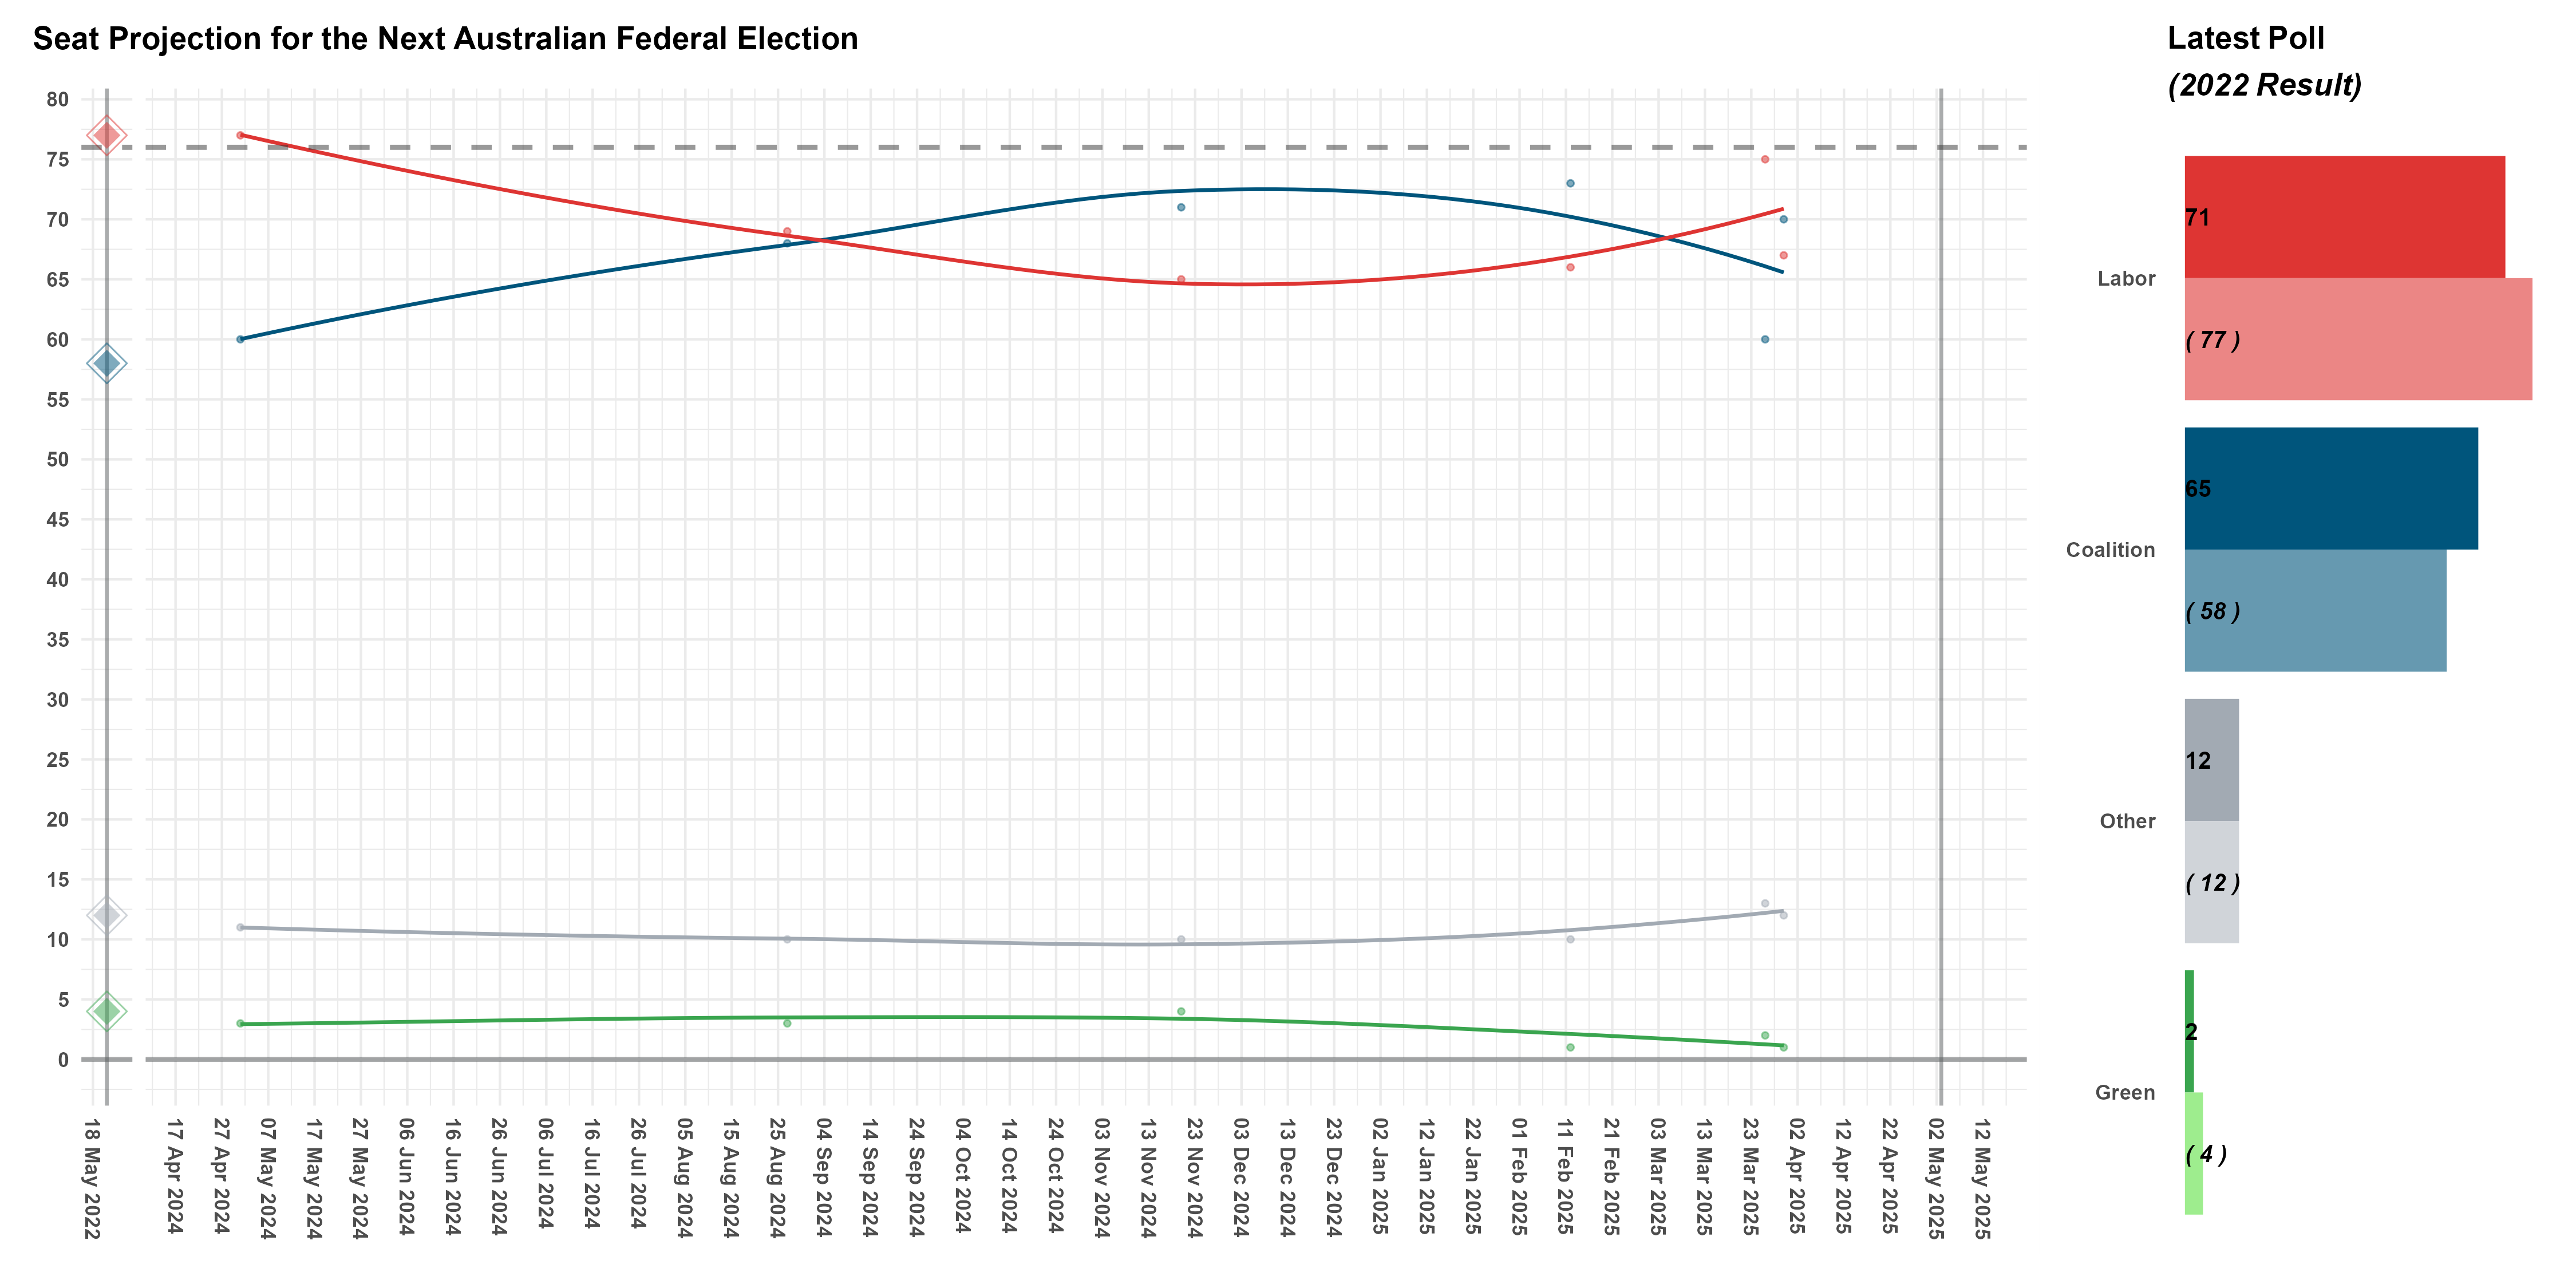 Seat Projection for the Next Australian Federal Election
80
75
70
65
60
55
50
45
40
35
30
25
20
15
10
5
0
18 May 2022
17 Apr 2024
27 Apr 2024
07 May 2024
17 May 2024
27 May 2024
06 Jun 2024
16 Jun 2024
26 Jun 2024
06 Jul 2024
16 Jul 2024
26 Jul 2024
05 Aug 2024
15 Aug 2024
25 Aug 2024
04 Sep 2024
14 Sep 2024
24 Sep 2024
04 Oct 2024
14 Oct 2024
24 Oct 2024
03 Nov 2024
13 Nov 2024
23 Nov 2024
03 Dec 2024
13 Dec 2024
23 Dec 2024
02 Jan 2025
12 Jan 2025
22 Jan 2025
01 Feb 2025
11 Feb 2025
21 Feb 2025
03 Mar 2025
13 Mar 2025
23 Mar 2025
02 Apr 2025
12 Apr 2025
22 Apr 2025
02 May 2025
12 May 2025
Latest Poll
(2022 Result)
Labor
71
( 77 )
Coalition
65
( 58 )
Other
12
( 12 )
Green
2
( 4 )